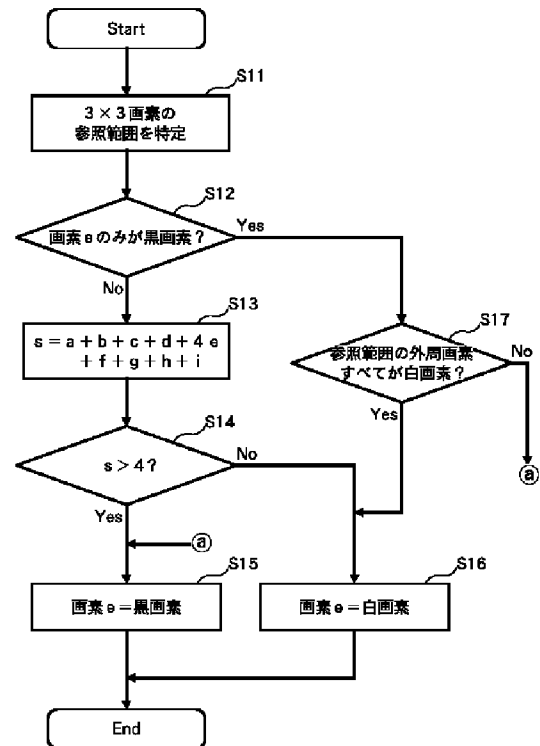 Start
S11
3×3画素の
参照範囲を特定
S12
画素eのみが黒画素?
Yes
No
S13
s=a+b+c+d+4e
+f+g+h+i
S17
参照範囲の外局画素
すべてが白画素?
No
Yes
ⓐ
S14
s>4?
No
Yes
ⓐ
S15
画素e=黒画素
S16
画素e=白画素
End